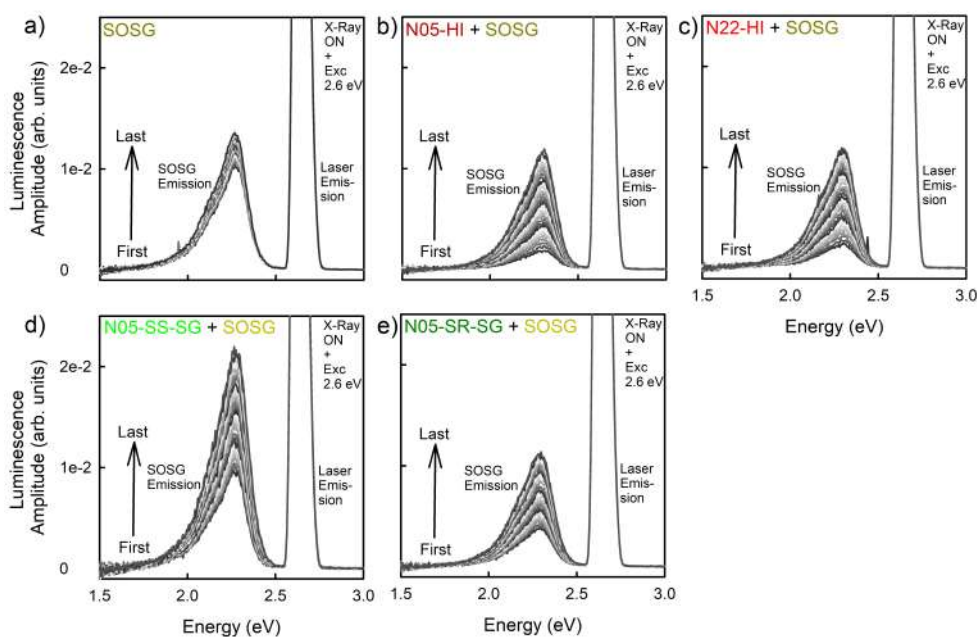 a) SOSG
X-Ray
ON
+
Exc
2.6 eV
Luminescence
Amplitude (arb. units)
2e-2
1e-2
0
Last
First
SOSG
Emission
Laser
Emis-
sion
b) N05-HI + SOSG
X-Ray
ON
+
Exc
2.6 eV
Last
First
SOSG
Emission
Laser
Emis-
sion
c) N22-HI + SOSG
X-Ray
ON
+
Exc
2.6 eV
Last
First
SOSG
Emission
Laser
Emis-
sion
1.5 2.0 2.5 3.0
Energy (eV)
d) N05-SS-SG + SOSG
X-Ray
ON
+
Exc
2.6 eV
Luminescence
Amplitude (arb. units)
2e-2
1e-2
0
Last
First
SOSG
Emission
Laser
Emis-
sion
1.5 2.0 2.5
Energy (eV)
e) N05-SR-SG + SOSG
X-Ray
ON
+
Exc
2.6 eV
Last
First
SOSG
Emission
Laser
Emis-
sion
1.5 2.0 2.5 3.0
Energy (eV)